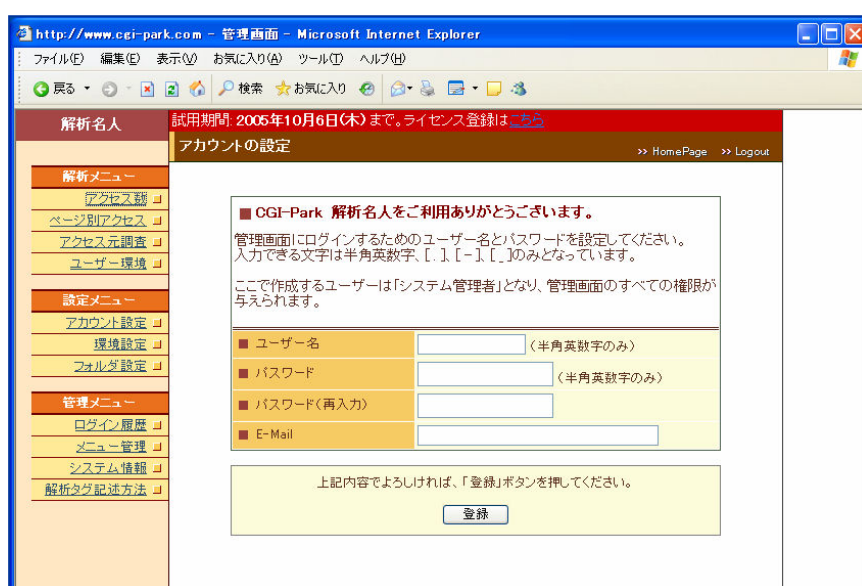 http://www.cgi-park.com - 管理画面 - Microsoft Internet Explorer
ファイル(F) 編集(E) 表示(V) お気に入り(A) ツール(T) ヘルプ(H)
戻る 検索 お気に入り
解析名人
試用期間: 2005年10月6日(木) まで。ライセンス登録はこちら
アカウントの設定
>> HomePage >> Logout
解析メニュー
アクセス数
ページ別アクセス
アクセス元調査
ユーザー環境
設定メニュー
アカウント設定
環境設定
フォルダ設定
管理メニュー
ログイン履歴
メニュー管理
システム情報
解析タグ記述方法
■ CGI-Park 解析名人をご利用ありがとうございます。
管理画面にログインするためのユーザー名とパスワードを設定してください。
入力できる文字は半角英数字、[ . ]、[ - ]、[ _ ]のみとなっています。
ここで作成するユーザーは「システム管理者」となり、管理画面のすべての権限が
与えられます。
■ ユーザー名 (半角英数字のみ)
■ パスワード (半角英数字のみ)
■ パスワード(再入力)
■ E-Mail
上記内容でよろしければ、「登録」ボタンを押してください。
登録